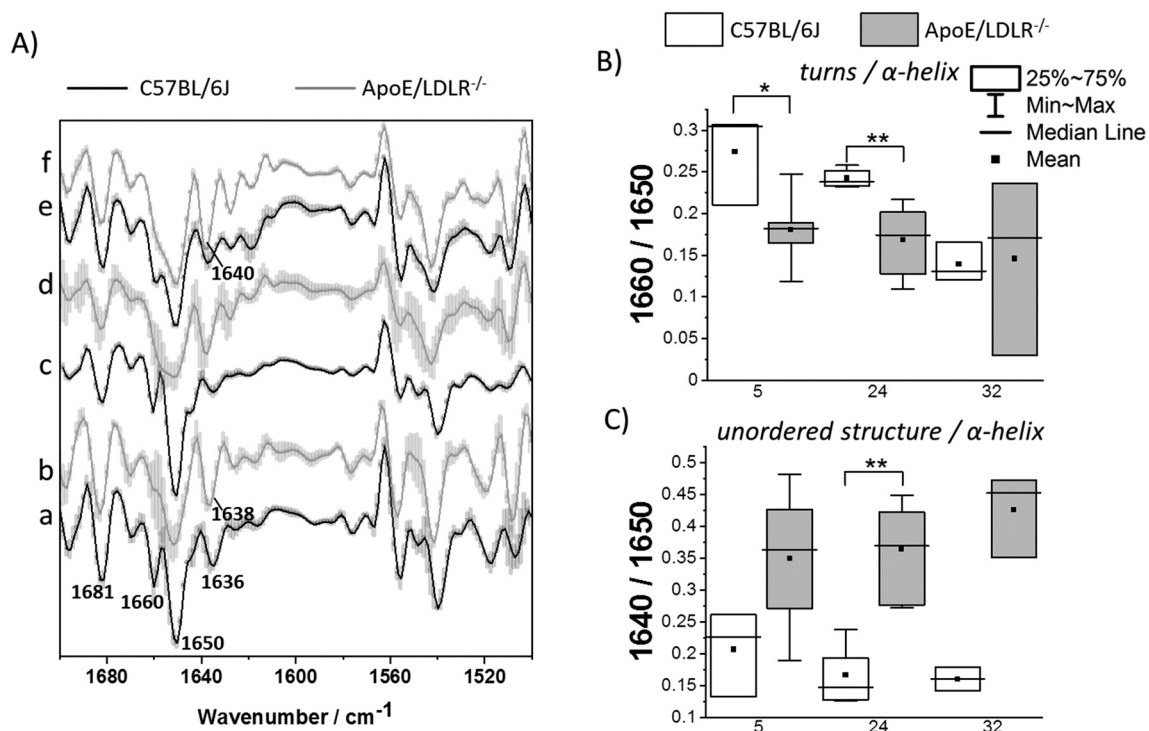 A)
C57BL/6J ApoE/LDLR-/-
f
e
d
c
b
a
1640
1638
1636
1681
1660
1650
1680 1640 1600 1560 1520
Wavenumber / cm-1
C57BL/6J ApoE/LDLR-/-
B)
turns / α-helix
25%~75%
Min~Max
Median Line
Mean
*
**
1660 / 1650
0.3
0.25
0.2
0.15
0.1
0.05
0
5 24 32
C)
unordered structure / α-helix
**
1640 / 1650
0.5
0.45
0.4
0.35
0.3
0.25
0.2
0.15
0.1
5 24 32